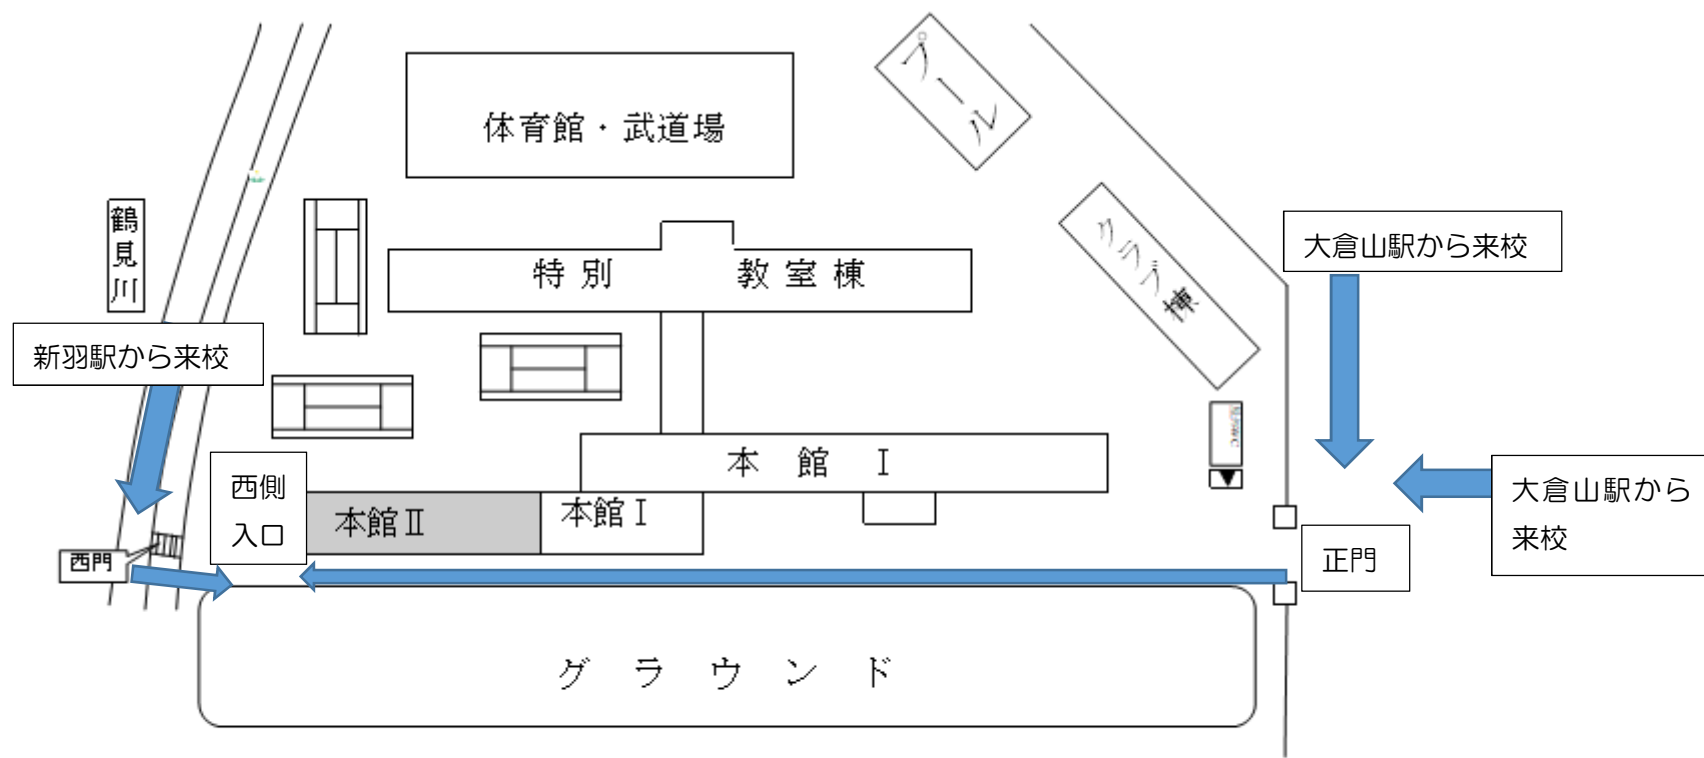 プール
体育館・武道場
鶴見川
クラブ棟
大倉山駅から来校
特別 教室棟
新羽駅から来校
本館Ⅰ
西側
入口
本館Ⅱ
本館Ⅰ
大倉山駅から
来校
西門
正門
グラウンド